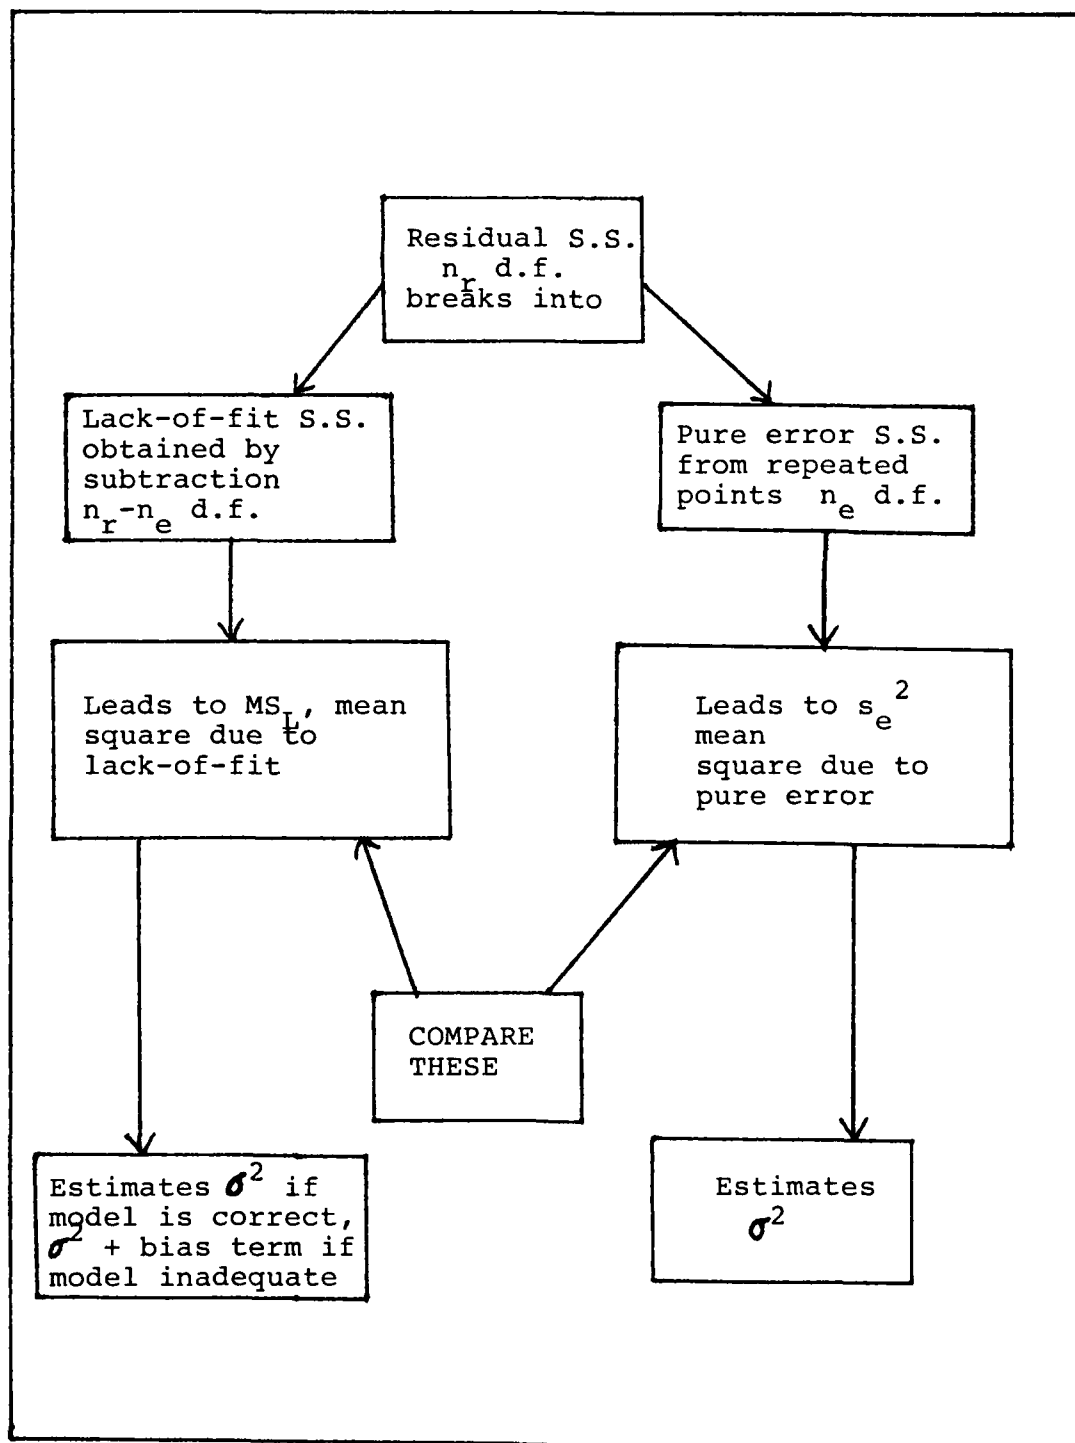 Residual S.S.
n_r d.f.
breaks into
Lack-of-fit S.S.
obtained by
subtraction
n_r-n_e d.f.
Pure error S.S.
from repeated
points n_e d.f.
Leads to MS_L, mean
square due to
lack-of-fit
Leads to s_e^2
mean
square due to
pure error
COMPARE
THESE
Estimates σ^2 if
model is correct,
σ^2 + bias term if
model inadequate
Estimates
σ^2